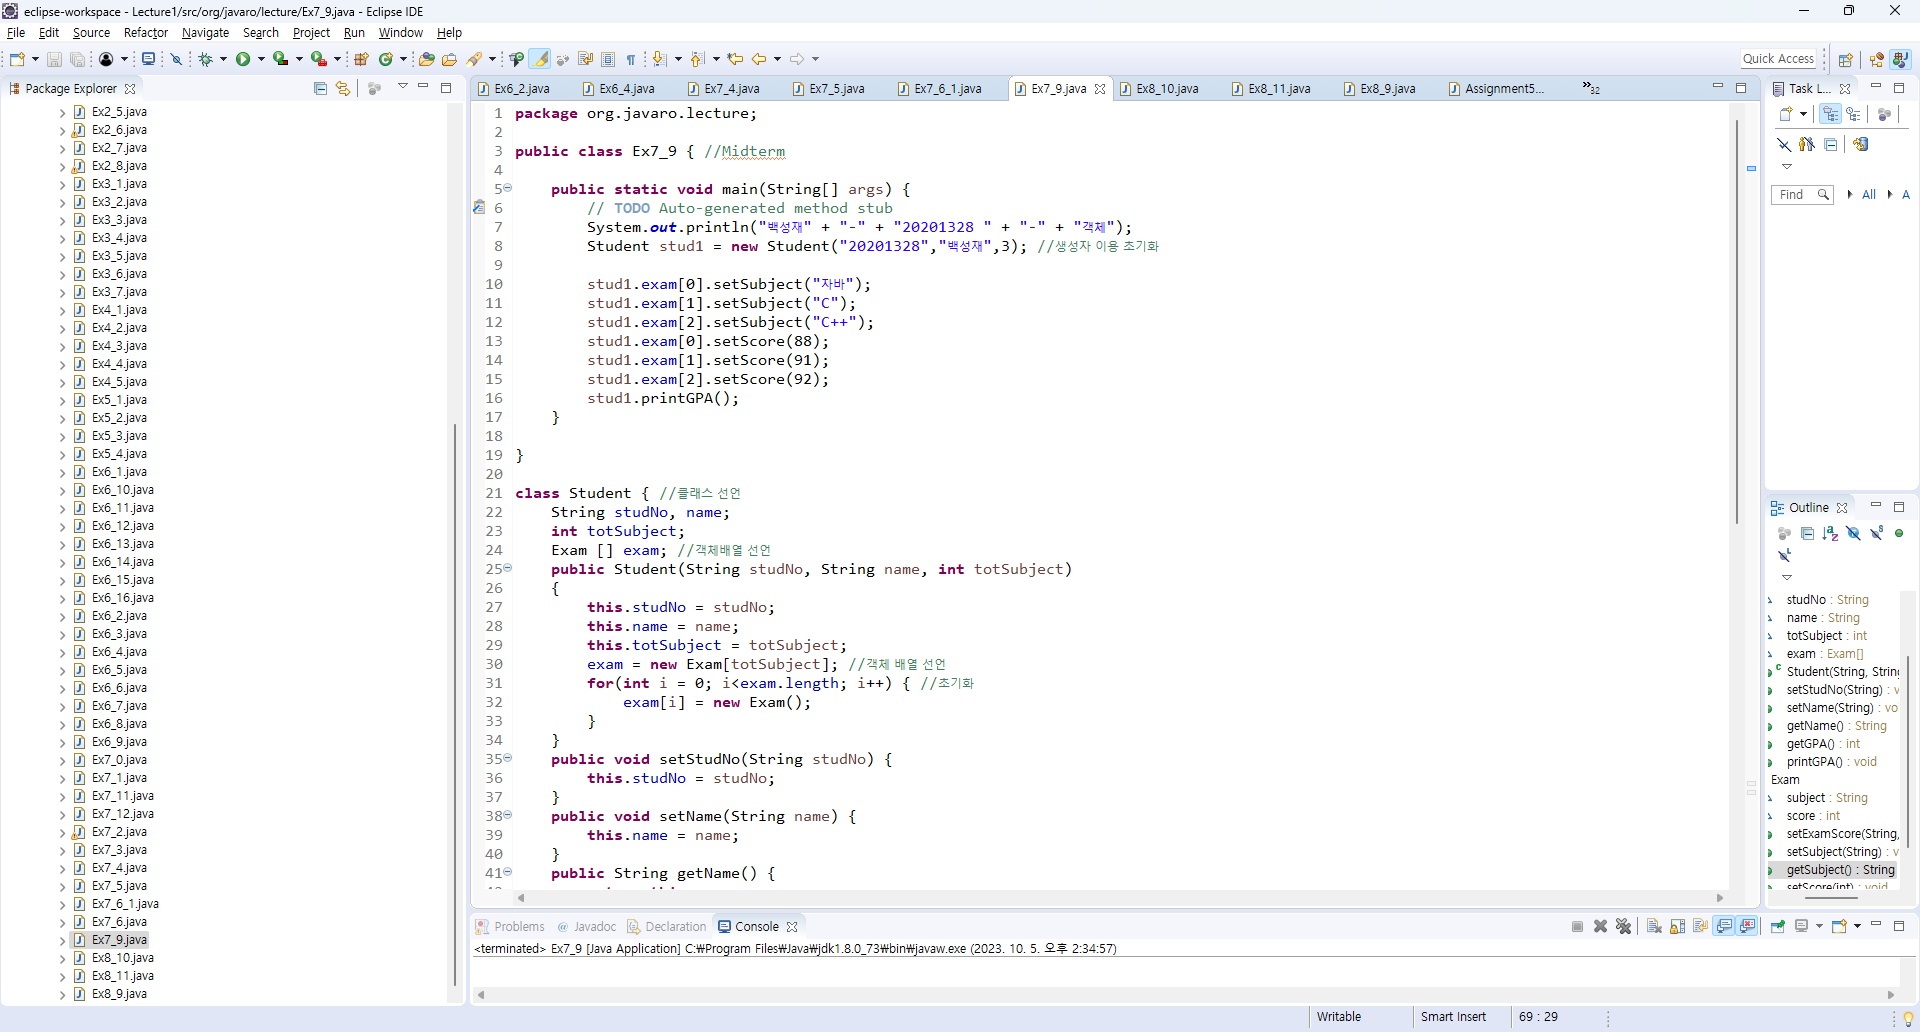 eclipse-workspace - Lecture1/src/org/javaro/lecture/Ex7_9.java - Eclipse IDE
File Edit Source Refactor Navigate Search Project Run Window Help
Quick Access
Package Explorer
Ex2_5.java
Ex2_6.java
Ex2_7.java
Ex2_8.java
Ex3_1.java
Ex3_2.java
Ex3_3.java
Ex3_4.java
Ex3_5.java
Ex3_6.java
Ex3_7.java
Ex4_1.java
Ex4_2.java
Ex4_3.java
Ex4_4.java
Ex4_5.java
Ex5_1.java
Ex5_2.java
Ex5_3.java
Ex5_4.java
Ex6_1.java
Ex6_10.java
Ex6_11.java
Ex6_12.java
Ex6_13.java
Ex6_14.java
Ex6_15.java
Ex6_16.java
Ex6_2.java
Ex6_3.java
Ex6_4.java
Ex6_5.java
Ex6_6.java
Ex6_7.java
Ex6_8.java
Ex6_9.java
Ex7_0.java
Ex7_1.java
Ex7_11.java
Ex7_12.java
Ex7_2.java
Ex7_3.java
Ex7_4.java
Ex7_5.java
Ex7_6_1.java
Ex7_6.java
Ex7_9.java
Ex8_10.java
Ex8_11.java
Ex8_9.java
Ex6_2.java Ex6_4.java Ex7_4.java Ex7_5.java Ex7_6_1.java Ex7_9.java Ex8_10.java Ex8_11.java Ex8_9.java Assignment5... »32
1 package org.javaro.lecture;
2
3 public class Ex7_9 { //Midterm
4
5 public static void main(String[] args) {
6 // TODO Auto-generated method stub
7 System.out.println("백성재" + "-" + "20201328 " + "-" + "객체");
8 Student stud1 = new Student("20201328","백성재",3); //생성자 이용 초기화
9
10 stud1.exam[0].setSubject("자바");
11 stud1.exam[1].setSubject("C");
12 stud1.exam[2].setSubject("C++");
13 stud1.exam[0].setScore(88);
14 stud1.exam[1].setScore(91);
15 stud1.exam[2].setScore(92);
16 stud1.printGPA();
17 }
18
19 }
20
21 class Student { //클래스 선언
22 String studNo, name;
23 int totSubject;
24 Exam [] exam; //객체배열 선언
25 public Student(String studNo, String name, int totSubject)
26 {
27 this.studNo = studNo;
28 this.name = name;
29 this.totSubject = totSubject;
30 exam = new Exam[totSubject]; //객체 배열 선언
31 for(int i = 0; i<exam.length; i++) { //초기화
32 exam[i] = new Exam();
33 }
34 }
35 public void setStudNo(String studNo) {
36 this.studNo = studNo;
37 }
38 public void setName(String name) {
39 this.name = name;
40 }
41 public String getName() {
Task L...
Find All A
Outline
studNo : String
name : String
totSubject : int
exam : Exam[]
Student(String, String
setStudNo(String) : v
setName(String) : vo
getName() : String
getGPA() : int
printGPA() : void
Exam
subject : String
score : int
setExamScore(String,
setSubject(String) : v
getSubject() : String
setScore(int) : void
Problems @ Javadoc Declaration Console
<terminated> Ex7_9 [Java Application] C:₩Program Files₩Java₩jdk1.8.0_73₩bin₩javaw.exe (2023. 10. 5. 오후 2:34:57)
Writable Smart Insert 69 : 29